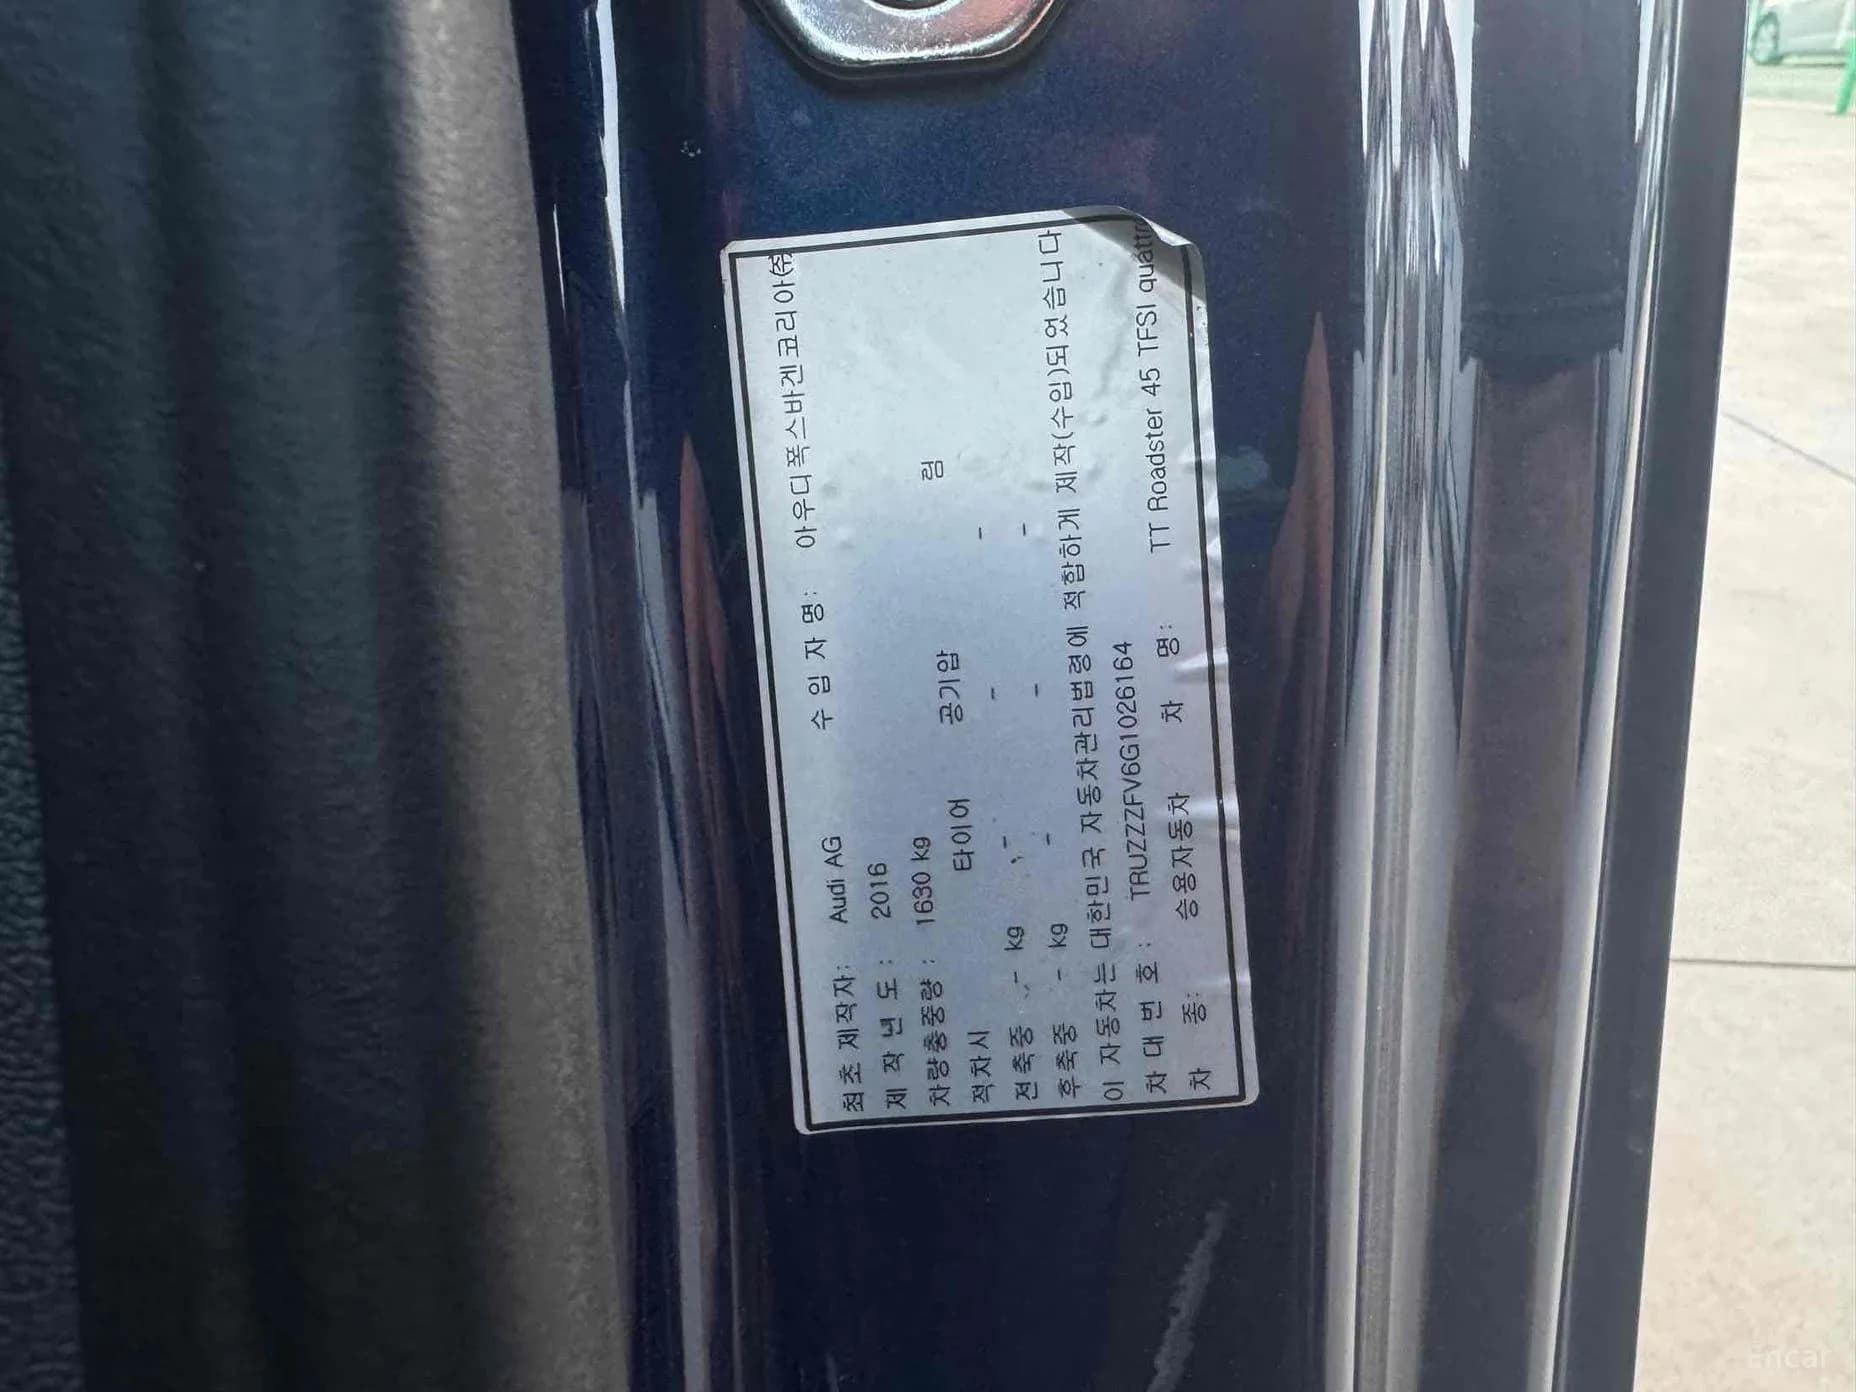 최초 제작자: Audi AG 수 입 자 명: 아우디폭스바겐코리아㈜
제 작 년 도 : 2016
차량총중량 : 1630 kg
적차시 타이어 공기압 림
전축중 - kg - - -
후축중 - kg - - -
이 자동차는 대한민국 자동차관리법령에 적합하게 제작(수입)되었습니다
차 대 번 호 : TRUZZZFV6G1026164
차 종: 승용자동차 차 명: TT Roadster 45 TFSI quattro
Encar